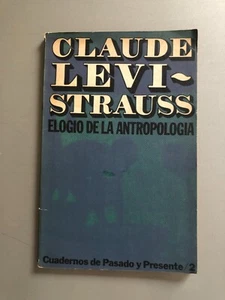 CLAUDE
LEVI-
STRAUSS
ELOGIO DE LA ANTROPOLOGIA
Cuadernos de Pasado y Presente/2